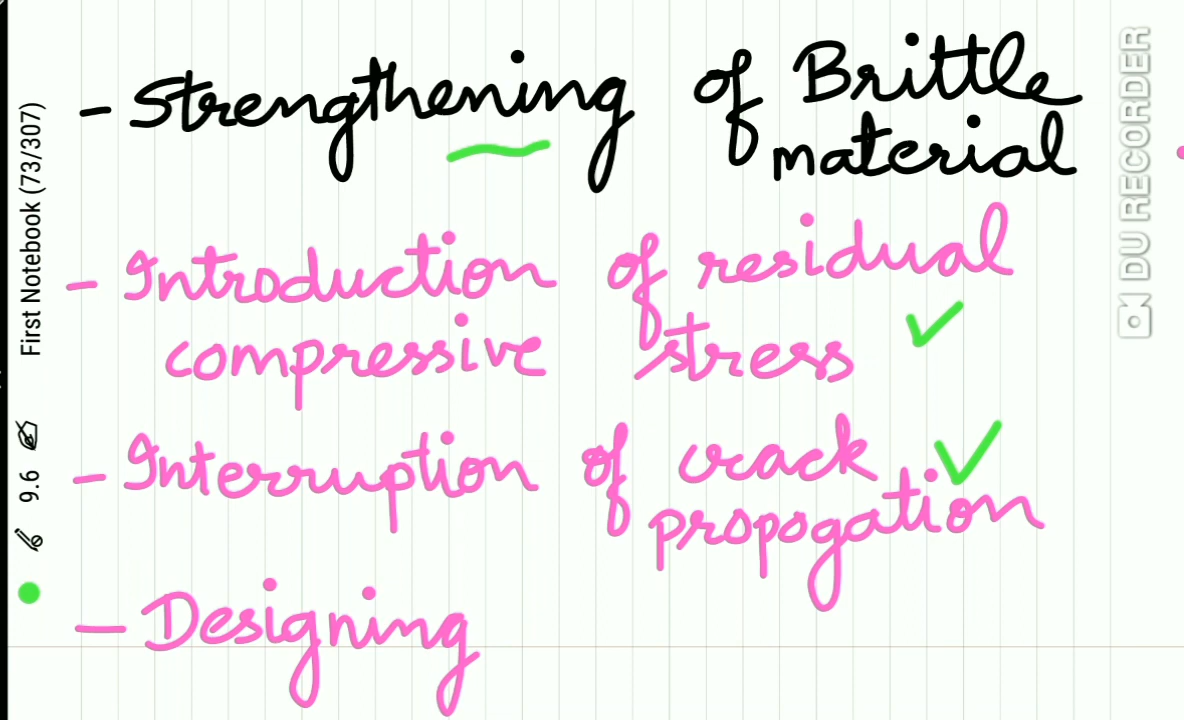 - Strengthening of Brittle
material
- Introduction of residual
compressive stress
- Interruption of crack
propogation
- Designing
First Notebook (73/307)
9.6
DU RECORDER